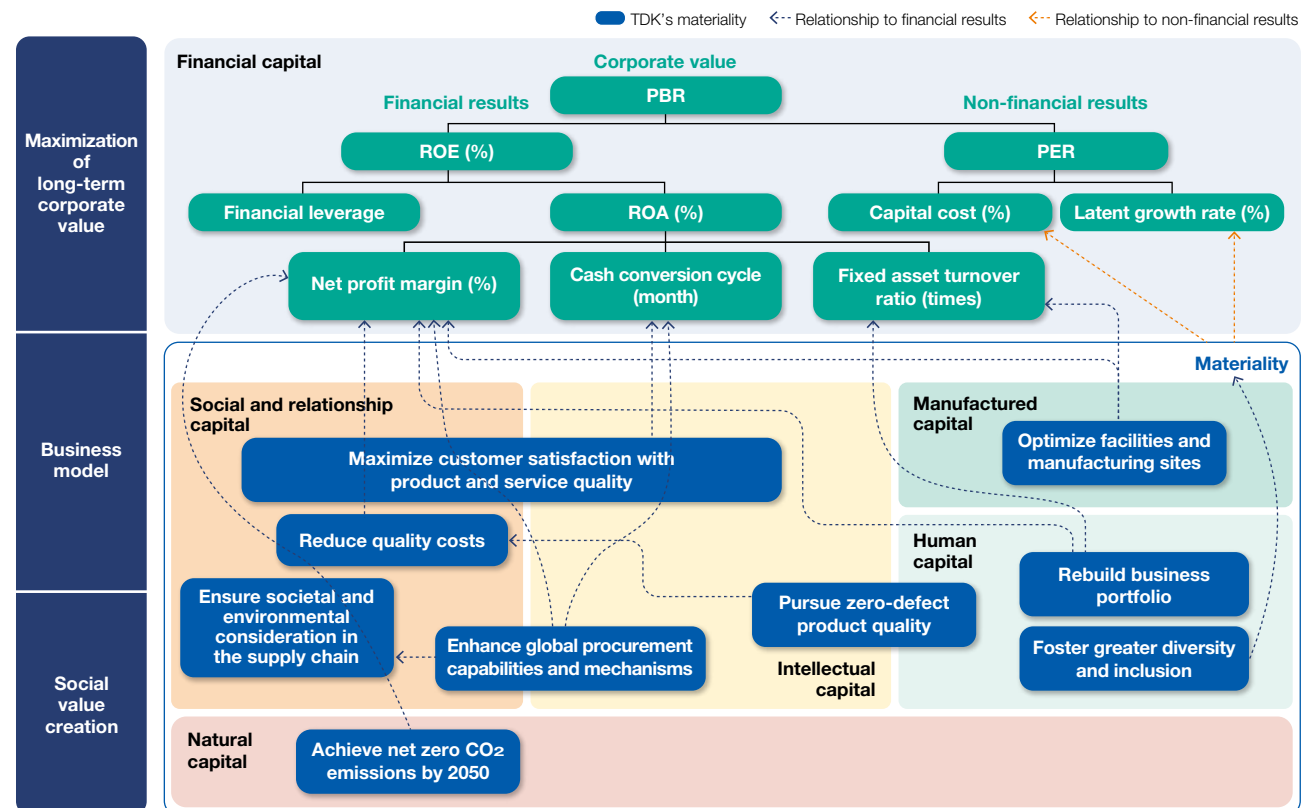 TDK’s materiality
Relationship to financial results
Relationship to non-financial results
Maximization
of
long-term
corporate
value
Business
model
Social
value
creation
Financial capital
Corporate value
PBR
Financial results
Non-financial results
ROE (%)
PER
Financial leverage
ROA (%)
Capital cost (%)
Latent growth rate (%)
Net profit margin (%)
Cash conversion cycle
(month)
Fixed asset turnover
ratio (times)
Materiality
Social and relationship
capital
Manufactured
capital
Maximize customer satisfaction with
product and service quality
Optimize facilities and
manufacturing sites
Reduce quality costs
Human
capital
Rebuild business
portfolio
Ensure societal and
environmental
consideration in
the supply chain
Pursue zero-defect
product quality
Enhance global procurement
capabilities and mechanisms
Foster greater diversity
and inclusion
Intellectual
capital
Natural
capital
Achieve net zero CO2
emissions by 2050